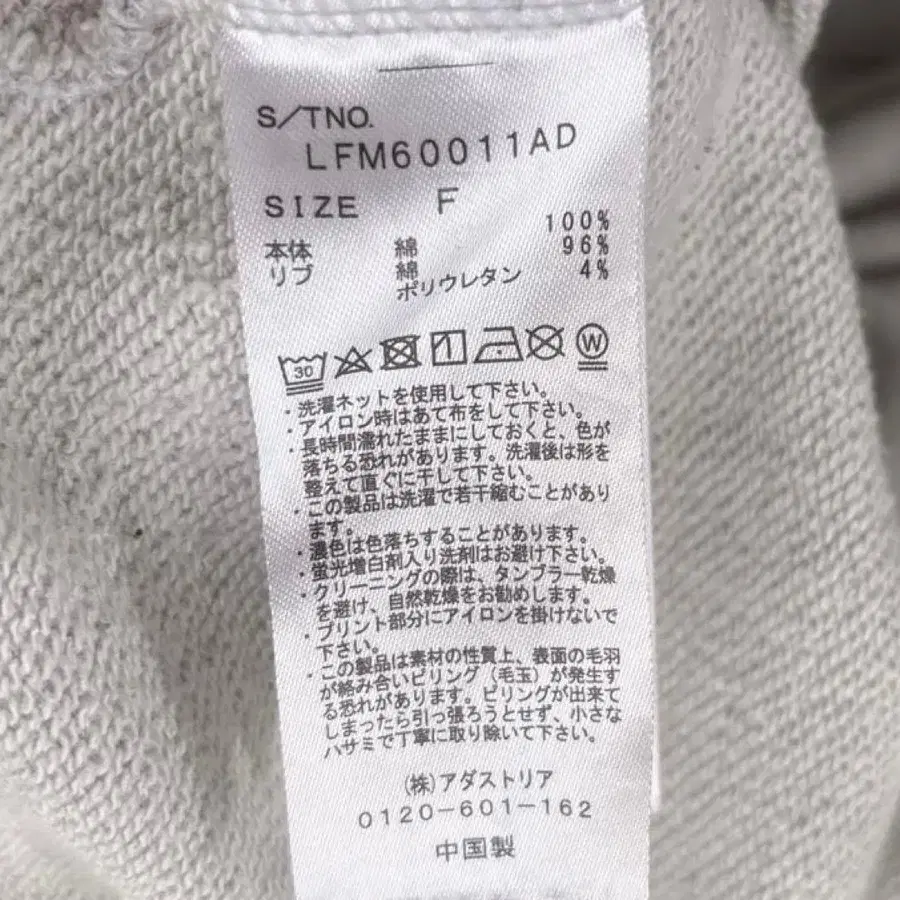 S/TNO.
LFM60011AD
SIZE F
本体 綿 100%
リブ 綿 96%
ポリウレタン 4%
30 W
・洗濯ネットを使用して下さい。
・アイロン時はあて布をして下さい。
・長時間濡れたままにしておくと、色が
落ちる恐れがあります。洗濯後は形を
整えて直ぐに干して下さい。
・この製品は洗濯で若干縮むことがあり
ます。
・濃色は色落ちすることがあります。
・蛍光増白剤入り洗剤はお避け下さい。
・クリーニングの際は、タンブラー乾燥
を避け、自然乾燥をお勧めします。
・プリント部分にアイロンを掛けないで
下さい。
・この製品は素材の性質上、表面の毛羽
が絡み合いピリング(毛玉)が発生す
る恐れがあります。ピリングが出来て
しまったら引っ張ろうとせず、小さな
ハサミで丁寧に取り除いて下さい。
(株)アダストリア
0120-601-162
中国製